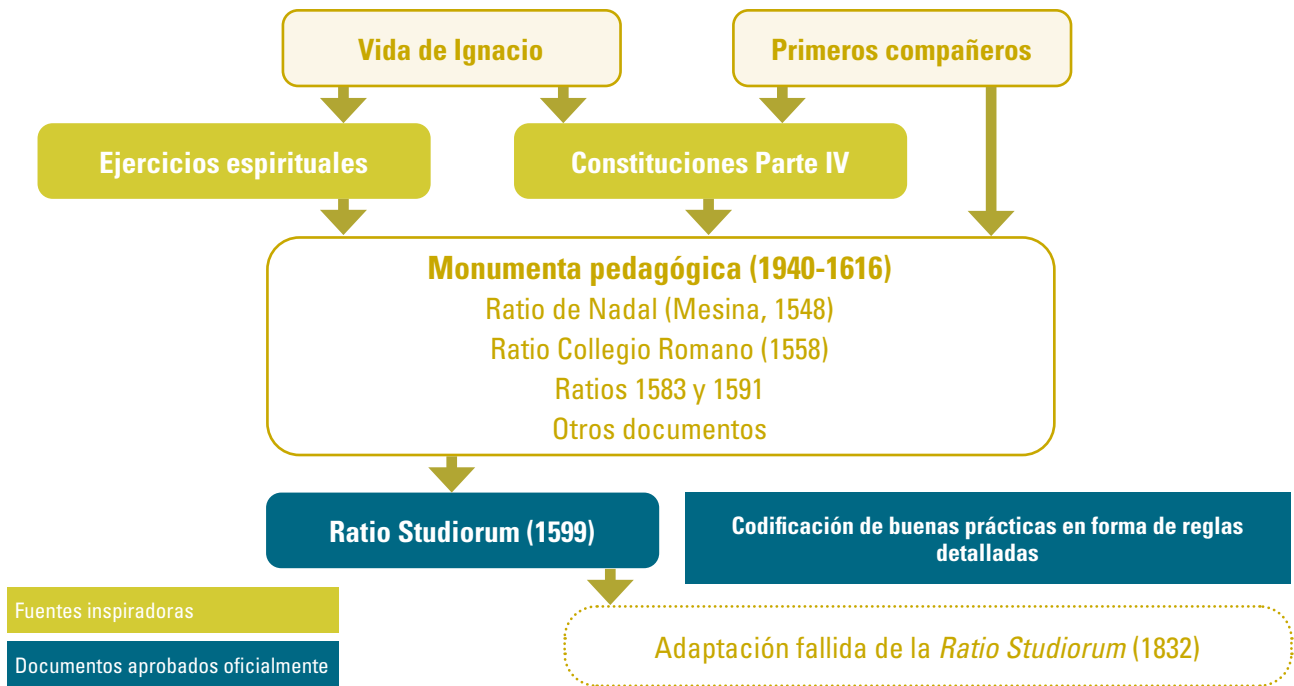 Vida de Ignacio
Primeros compañeros
Ejercicios espirituales
Constituciones Parte IV
Monumenta pedagógica (1940-1616)
Ratio de Nadal (Mesina, 1548)
Ratio Collegio Romano (1558)
Ratios 1583 y 1591
Otros documentos
Ratio Studiorum (1599)
Codificación de buenas prácticas en forma de reglas
detalladas
Fuentes inspiradoras
Documentos aprobados oficialmente
Adaptación fallida de la Ratio Studiorum (1832)